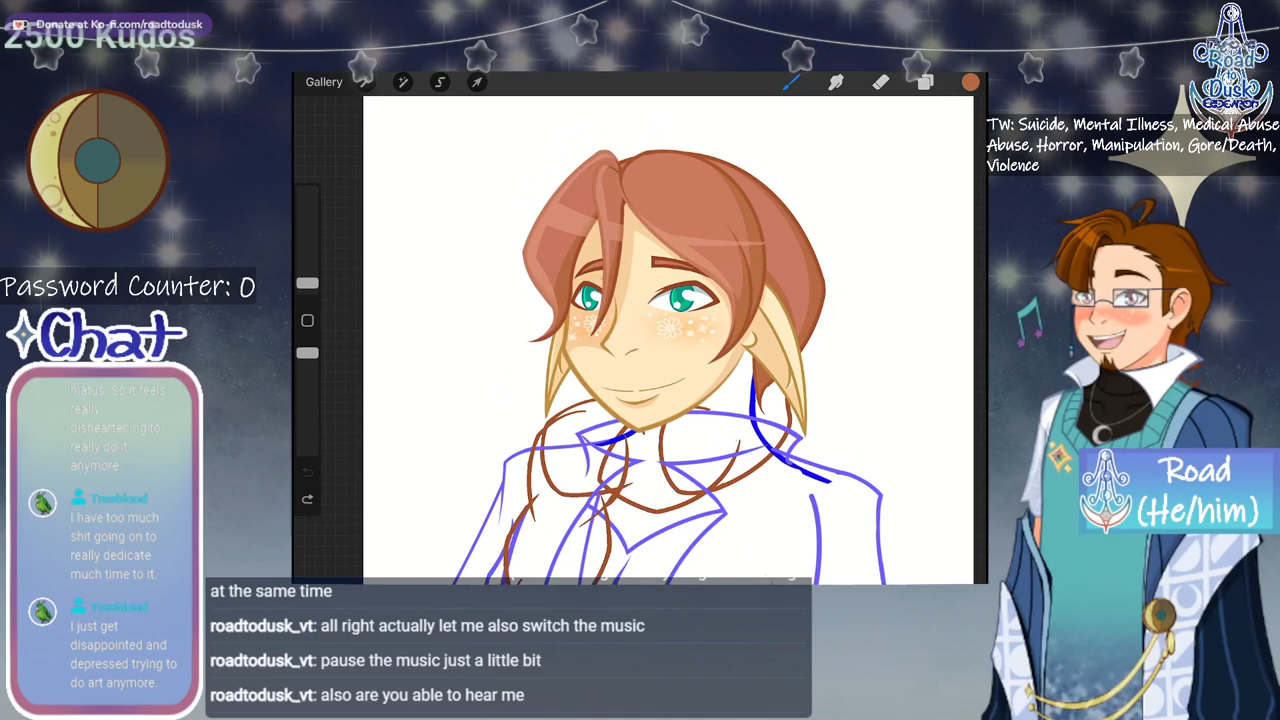 Donate at Ko-fi.com/roadtodusk
2500 Kudos
Gallery
Road
to
Dusk
Tw: Suicide, Mental Illness, Medical Abuse
Abuse, Horror, Manipulation, Gore/Death,
Violence
Password Counter: 0
Chat
hiatus. So it feels
really
disheartening to
really do it
anymore.
Treeblood
I have too much
shit going on to
really dedicate
much time to it.
Treeblood
I just get
disappointed and
depressed trying to
do art anymore.
Road
(He/him)
at the same time
roadtodusk_vt: all right actually let me also switch the music
roadtodusk_vt: pause the music just a little bit
roadtodusk_vt: also are you able to hear me